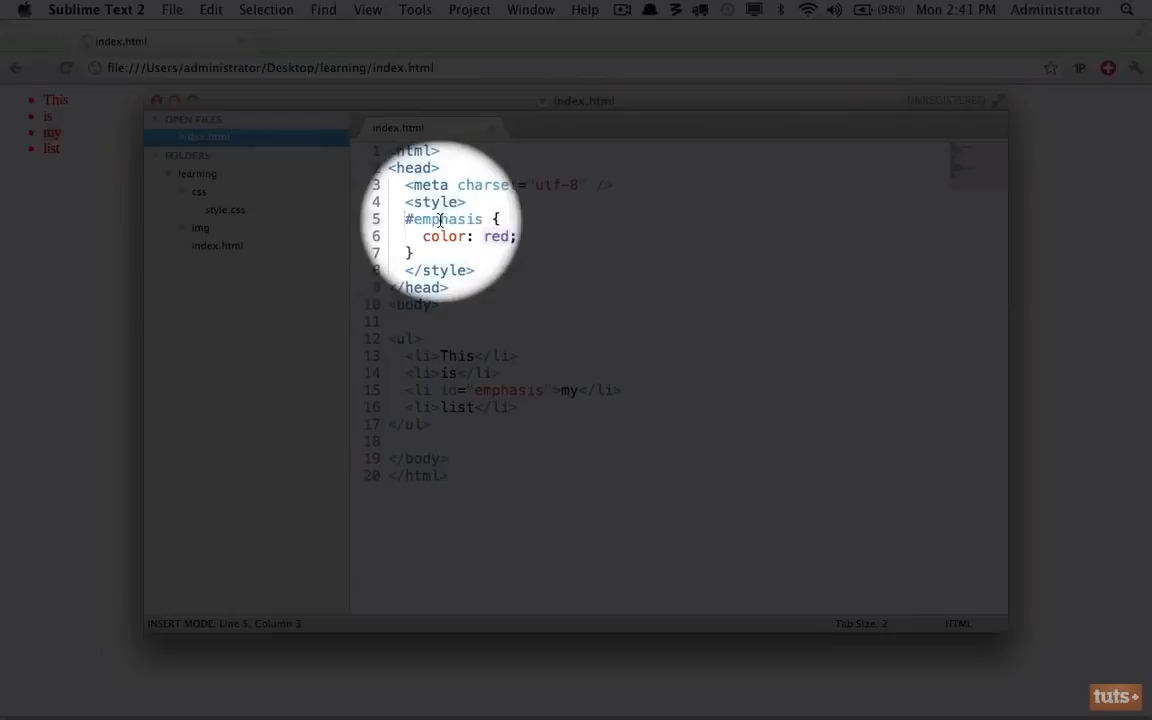 Sublime Text 2 File Edit Selection Find View Tools Project Window Help (98%) Mon 2:41 PM Administrator
index.html
file:///Users/administrator/Desktop/learning/index.html 1P
This
is
my
list
index.html UNREGISTERED
OPEN FILES
index.html
FOLDERS
learning
css
style.css
img
index.html
index.html
1 <html>
2 <head>
3 <meta charset="utf-8" />
4 <style>
5 #emphasis {
6 color: red;
7 }
8 </style>
9 </head>
10 <body>
11
12 <ul>
13 <li>This</li>
14 <li>is</li>
15 <li id="emphasis">my</li>
16 <li>list</li>
17 </ul>
18
19 </body>
20 </html>
INSERT MODE, Line 5, Column 3 Tab Size: 2 HTML
tuts+